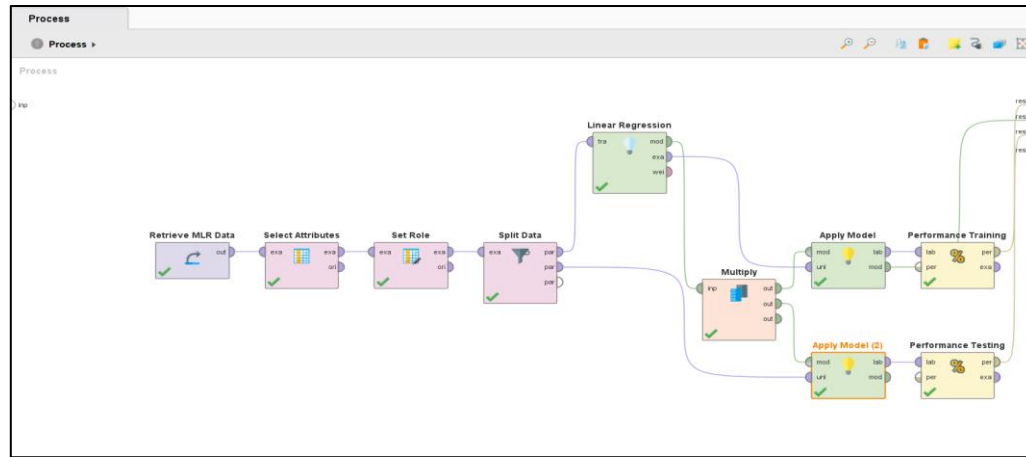 Process
Process
Process
inp
res
res
res
res
Linear Regression
tra mod
exa
wei
Retrieve MLR Data
out
Select Attributes
exa exa
ori
Set Role
exa exa
ori
Split Data
exa par
par
par
Multiply
inp out
out
out
Apply Model
mod lab
unl mod
Performance Training
lab per
per exa
Apply Model (2)
mod lab
unl mod
Performance Testing
lab per
per exa